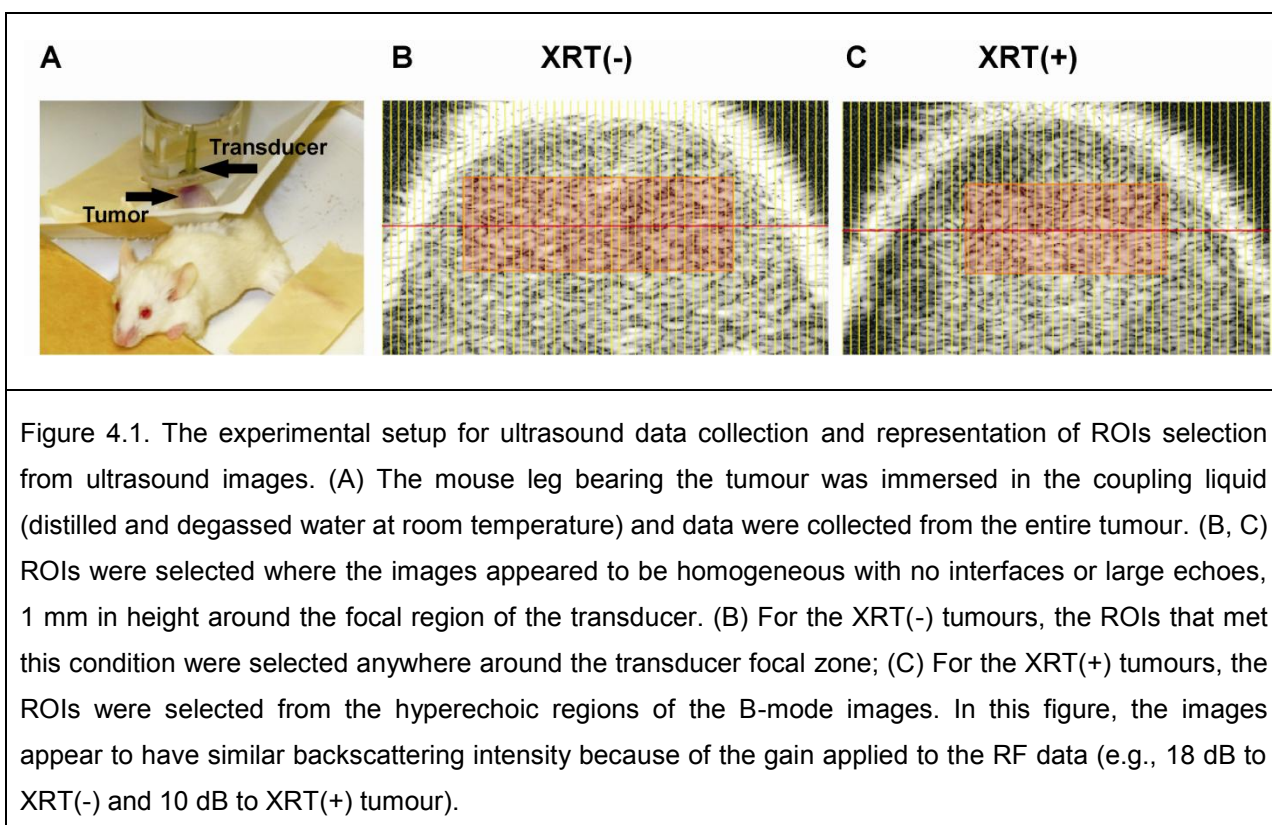 A
B
XRT(-)
C
XRT(+)
Transducer
Tumor
Figure 4.1. The experimental setup for ultrasound data collection and representation of ROIs selection
from ultrasound images. (A) The mouse leg bearing the tumour was immersed in the coupling liquid
(distilled and degassed water at room temperature) and data were collected from the entire tumour. (B, C)
ROIs were selected where the images appeared to be homogeneous with no interfaces or large echoes,
1 mm in height around the focal region of the transducer. (B) For the XRT(-) tumours, the ROIs that met
this condition were selected anywhere around the transducer focal zone; (C) For the XRT(+) tumours, the
ROIs were selected from the hyperechoic regions of the B-mode images. In this figure, the images
appear to have similar backscattering intensity because of the gain applied to the RF data (e.g., 18 dB to
XRT(-) and 10 dB to XRT(+) tumour).